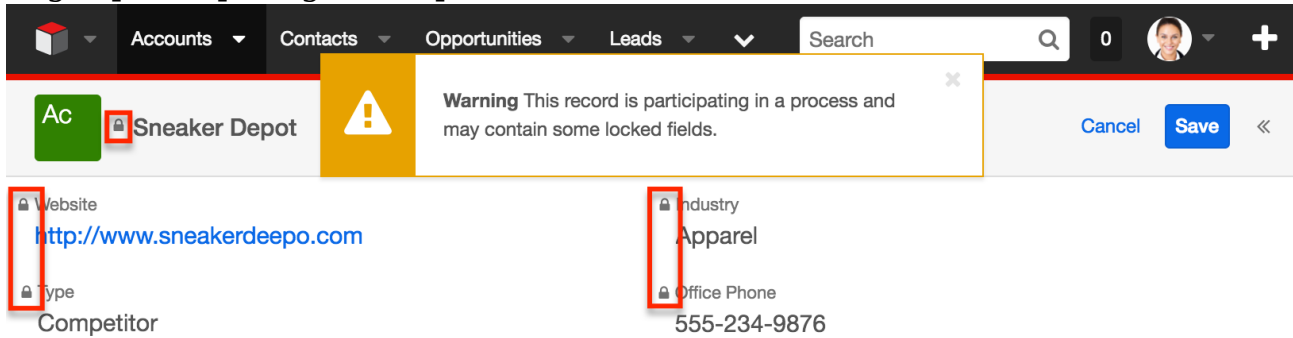 Accounts Contacts Opportunities Leads Search 0
Warning This record is participating in a process and
may contain some locked fields.
Ac Sneaker Depot Cancel Save
Website Industry
http://www.sneakerdeepo.com Apparel
Type Office Phone
Competitor 555-234-9876